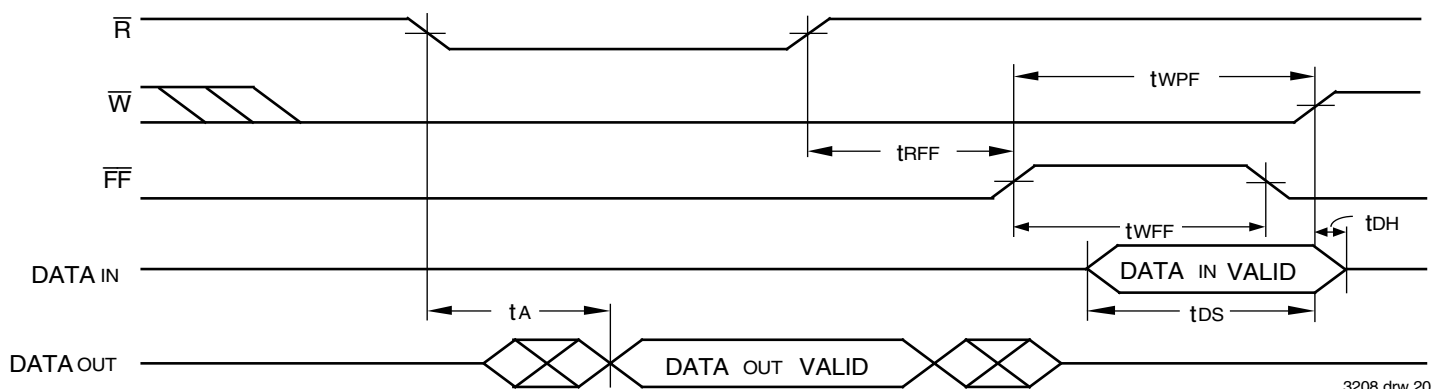 R̅
tWPF
W̅
tRFF
F̅F̅
tWFF
tDH
DATA IN
DATA IN VALID
tA
tDS
DATA OUT
DATA OUT VALID
3208 drw 20